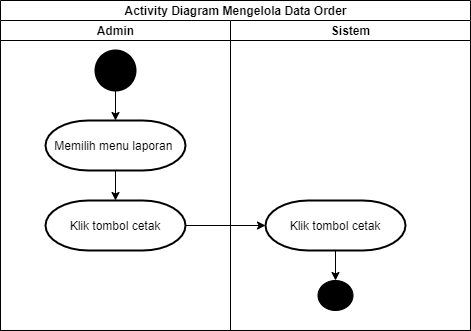 Activity Diagram Mengelola Data Order
Admin
Sistem
Memilih menu laporan
Klik tombol cetak
Klik tombol cetak